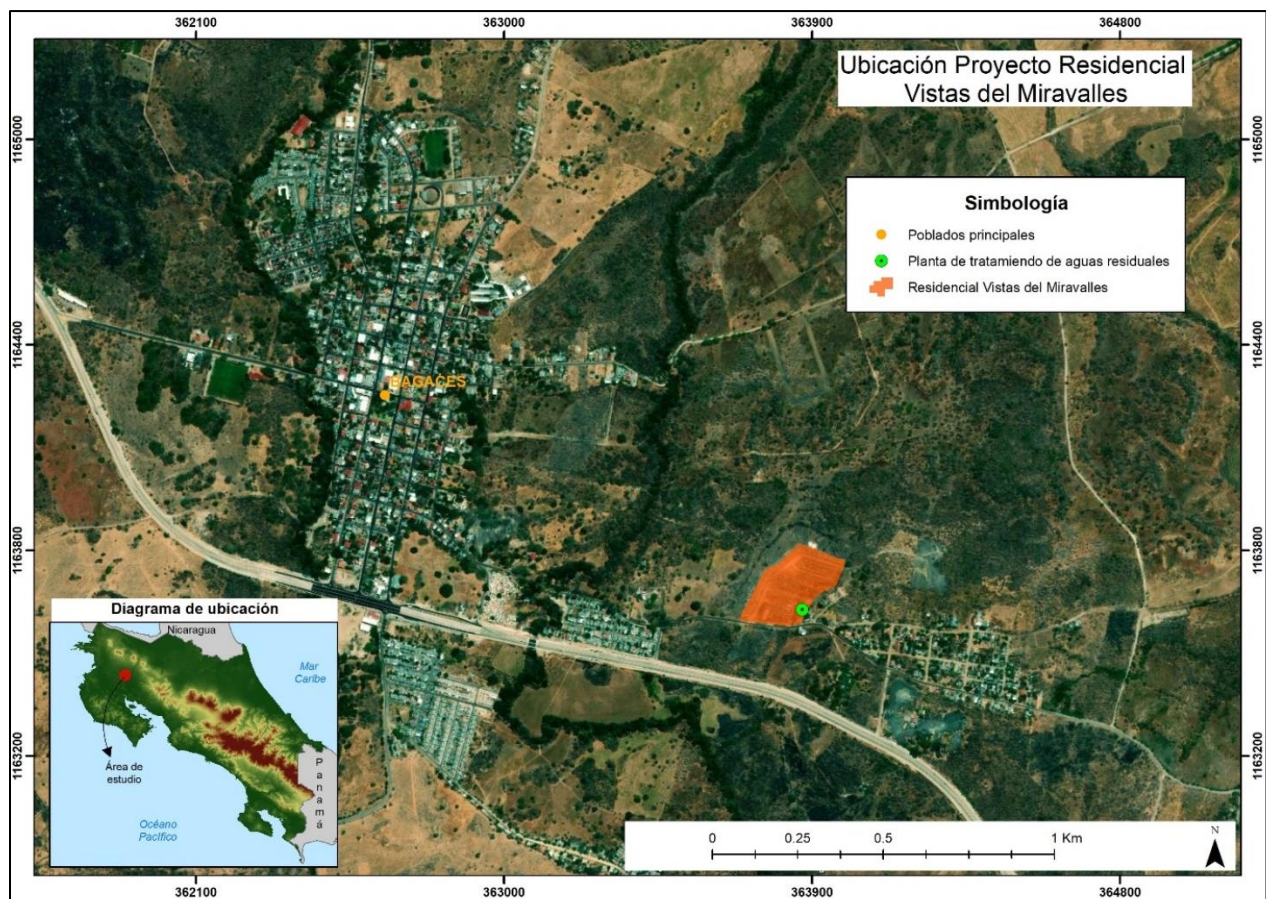 362100
363000
363900
364800
Ubicación Proyecto Residencial
Vistas del Miravalles
1165000
1165000
Simbología
Poblados principales
Planta de tratamiendo de aguas residuales
Residencial Vistas del Miravalles
1164400
1164400
BAGACES
1163800
1163800
Diagrama de ubicación
Nicaragua
Mar
Caribe
Área de
estudio
Panamá
Océano
Pacífico
1163200
1163200
0
0.25
0.5
1 Km
N
362100
363000
363900
364800